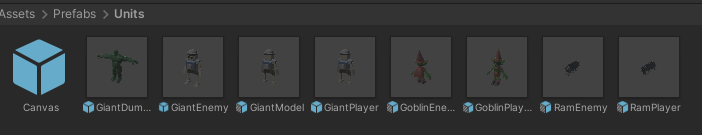 Assets > Prefabs > Units
Canvas GiantDum... GiantEnemy GiantModel GiantPlayer GoblinEne... GoblinPlay... RamEnemy RamPlayer